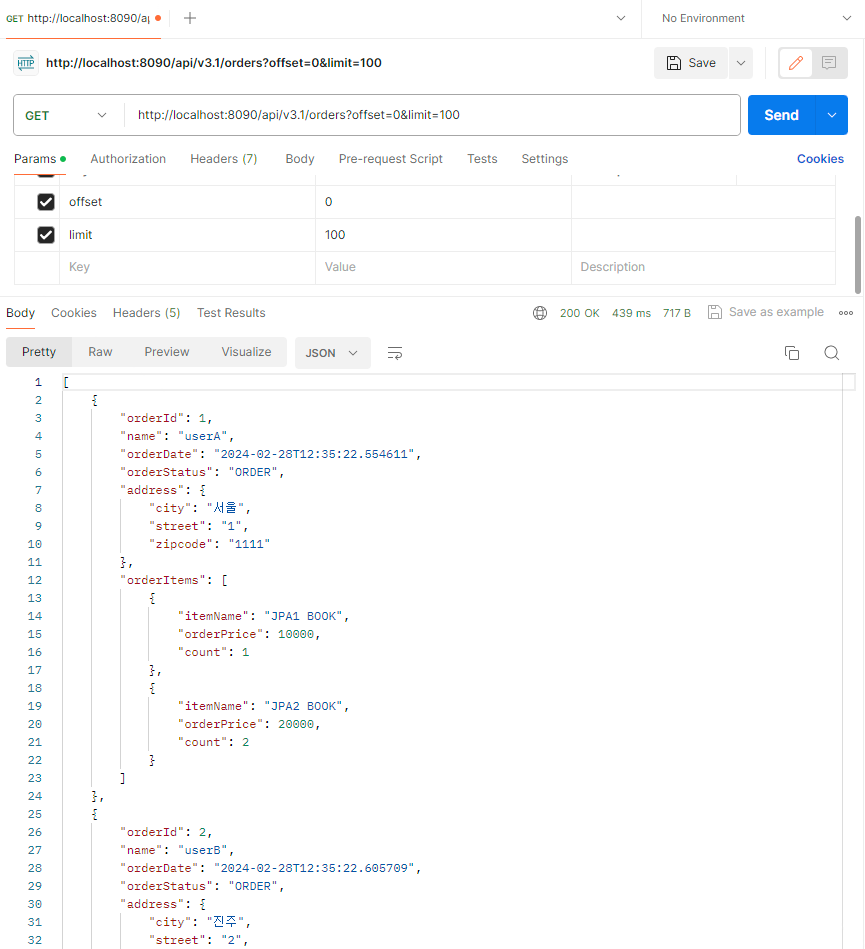 GET http://localhost:8090/a
No Environment
HTTP http://localhost:8090/api/v3.1/orders?offset=0&limit=100
Save
GET http://localhost:8090/api/v3.1/orders?offset=0&limit=100
Send
Params Authorization Headers (7) Body Pre-request Script Tests Settings Cookies
offset 0
limit 100
Key Value Description
Body Cookies Headers (5) Test Results 200 OK 439 ms 717 B Save as example
Pretty Raw Preview Visualize JSON
1 [
2 {
3 "orderId": 1,
4 "name": "userA",
5 "orderDate": "2024-02-28T12:35:22.554611",
6 "orderStatus": "ORDER",
7 "address": {
8 "city": "서울",
9 "street": "1",
10 "zipcode": "1111"
11 },
12 "orderItems": [
13 {
14 "itemName": "JPA1 BOOK",
15 "orderPrice": 10000,
16 "count": 1
17 },
18 {
19 "itemName": "JPA2 BOOK",
20 "orderPrice": 20000,
21 "count": 2
22 }
23 ]
24 },
25 {
26 "orderId": 2,
27 "name": "userB",
28 "orderDate": "2024-02-28T12:35:22.605709",
29 "orderStatus": "ORDER",
30 "address": {
31 "city": "진주",
32 "street": "2",